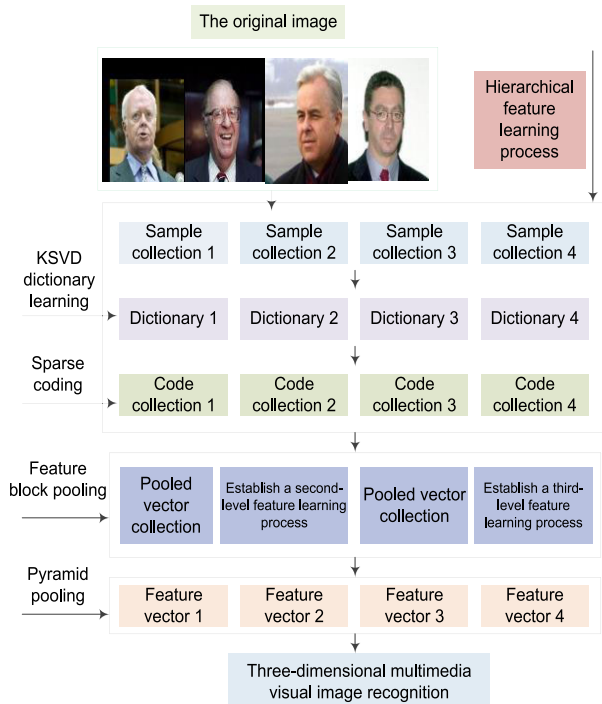 The original image
Hierarchical
feature
learning
process
KSVD
dictionary
learning
Sample
collection 1
Sample
collection 2
Sample
collection 3
Sample
collection 4
Dictionary 1
Dictionary 2
Dictionary 3
Dictionary 4
Sparse
coding
Code
collection 1
Code
collection 2
Code
collection 3
Code
collection 4
Feature
block pooling
Pooled
vector
collection
Establish a second-
level feature learning
process
Pooled vector
collection
Establish a third-
level feature
learning process
Pyramid
pooling
Feature
vector 1
Feature
vector 2
Feature
vector 3
Feature
vector 4
Three-dimensional multimedia
visual image recognition